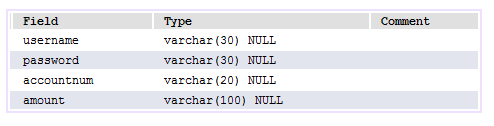 Field Type Comment
username varchar(30) NULL
password varchar(30) NULL
accountnum varchar(20) NULL
amount varchar(100) NULL